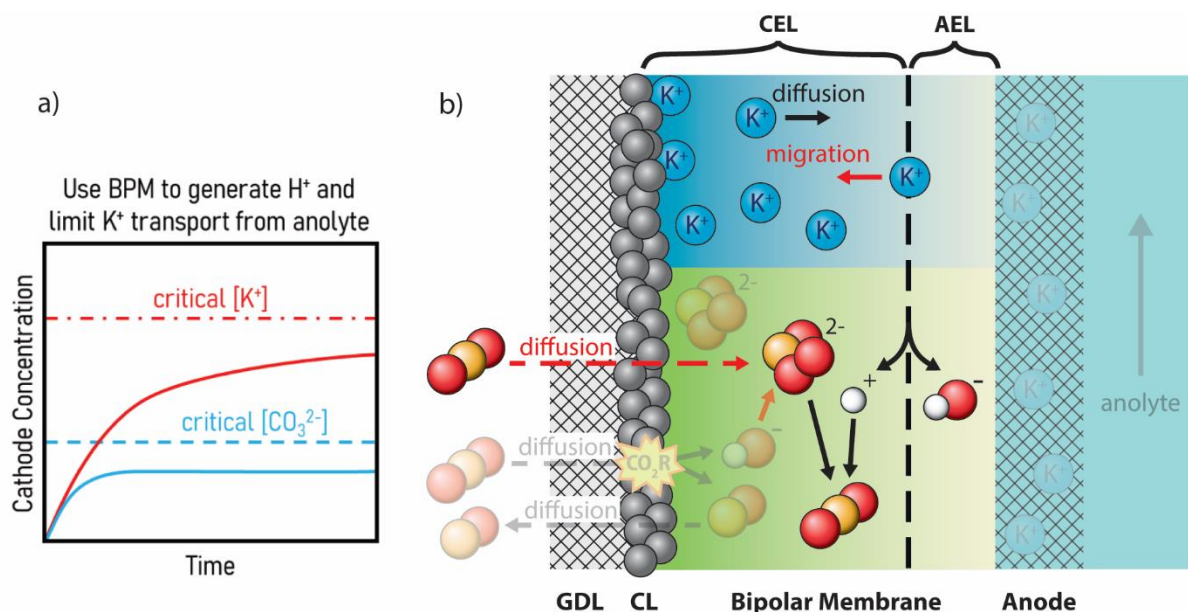 a)
Use BPM to generate H⁺ and
limit K⁺ transport from anolyte
critical [K⁺]
critical [CO₃²⁻]
Cathode Concentration
Time
b)
CEL
AEL
K⁺
K⁺
diffusion
K⁺
K⁺
migration
K⁺
K⁺
K⁺
K⁺
K⁺
K⁺
2-
K⁺
diffusion
2-
+
-
K⁺
anolyte
diffusion
CO₂R
-
K⁺
diffusion
K⁺
GDL
CL
Bipolar Membrane
Anode